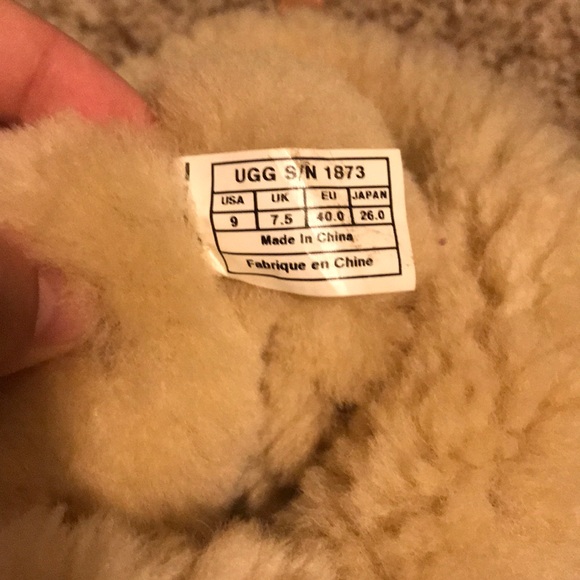 UGG S/N 1873
USA UK EU JAPAN
9 7.5 40.0 26.0
Made In China
Fabrique en Chine